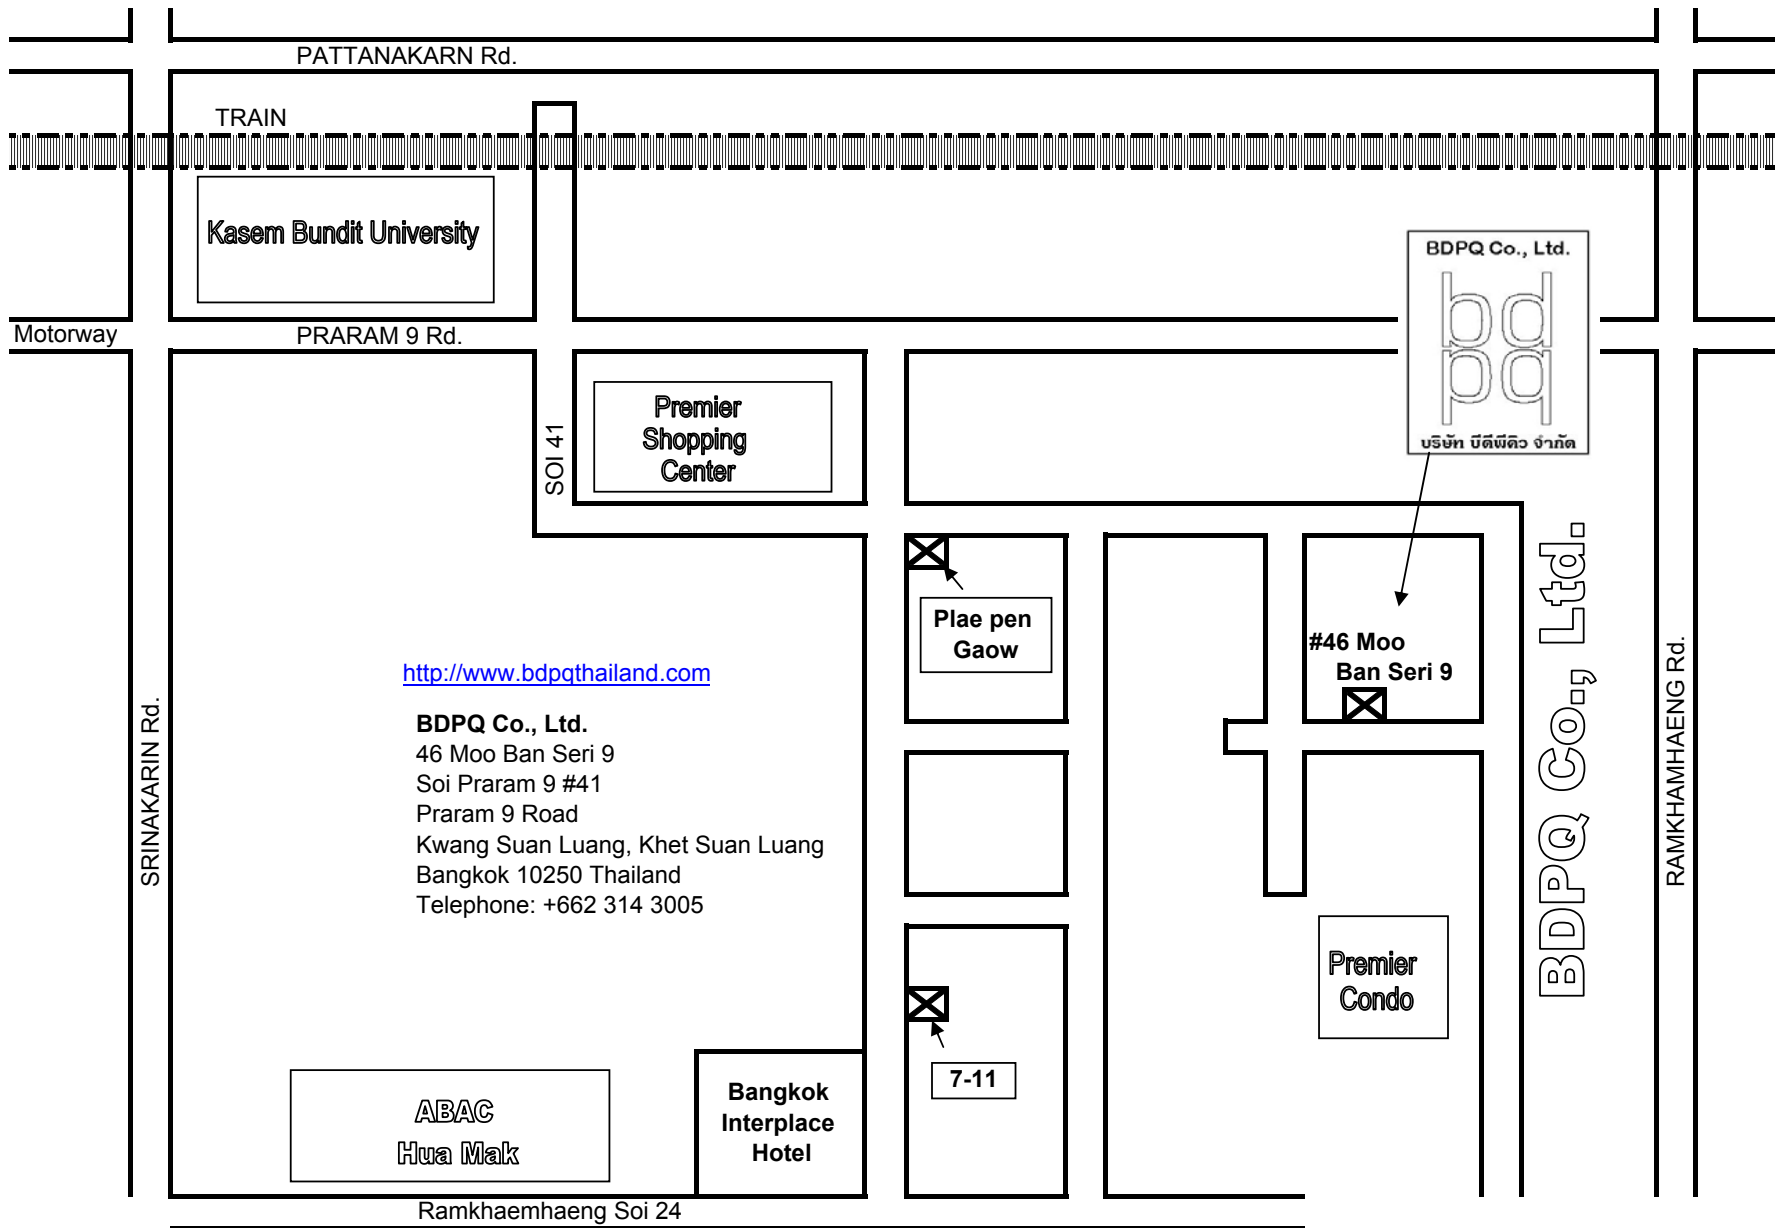 PATTANAKARN Rd.
TRAIN
Kasem Bundit University
BDPQ Co., Ltd.
bd
pq
บริษัท บีดีพีคิว จำกัด
Motorway
PRARAM 9 Rd.
Premier
Shopping
Center
SOI 41
Plae pen
Gaow
#46 Moo
Ban Seri 9
http://www.bdpqthailand.com
BDPQ Co., Ltd.
46 Moo Ban Seri 9
Soi Praram 9 #41
Praram 9 Road
Kwang Suan Luang, Khet Suan Luang
Bangkok 10250 Thailand
Telephone: +662 314 3005
SRINAKARIN Rd.
BDPQ Co., Ltd.
RAMKHAMHAENG Rd.
Premier
Condo
7-11
Bangkok
Interplace
Hotel
ABAC
Hua Mak
Ramkhaemhaeng Soi 24